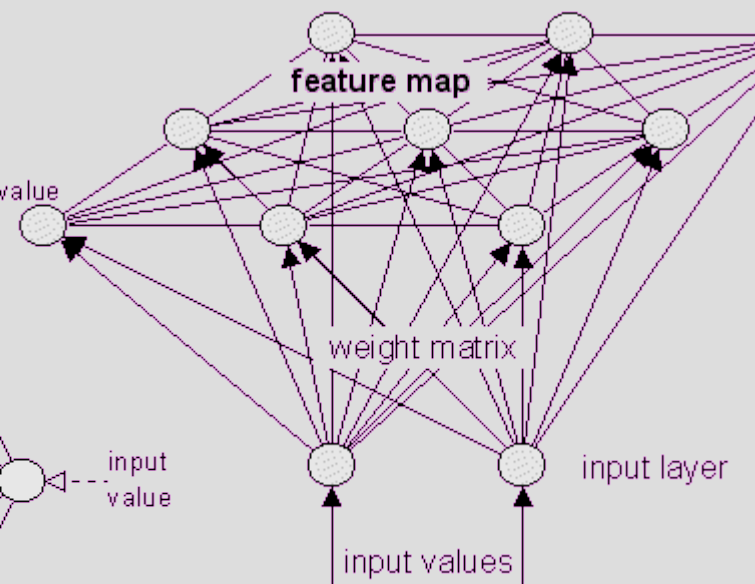 feature map
value
weight matrix
input
value
input layer
input values